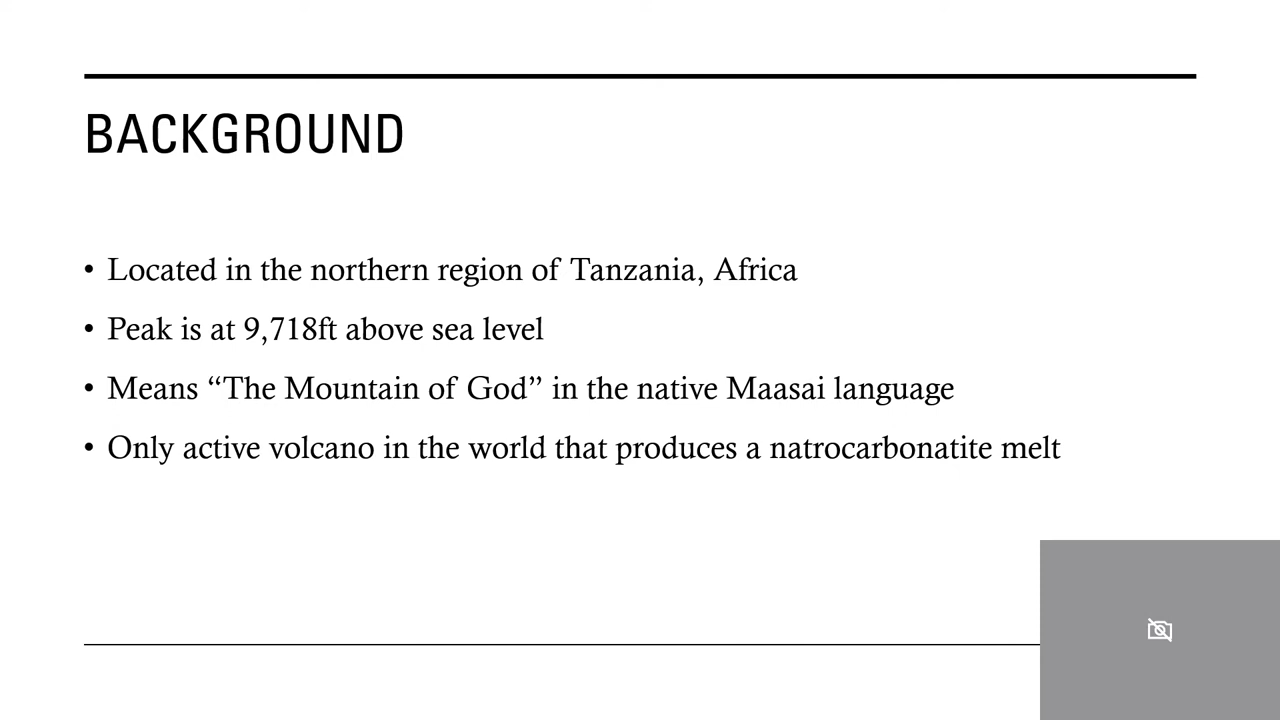 BACKGROUND
• Located in the northern region of Tanzania, Africa
• Peak is at 9,718ft above sea level
• Means “The Mountain of God” in the native Maasai language
• Only active volcano in the world that produces a natrocarbonatite melt